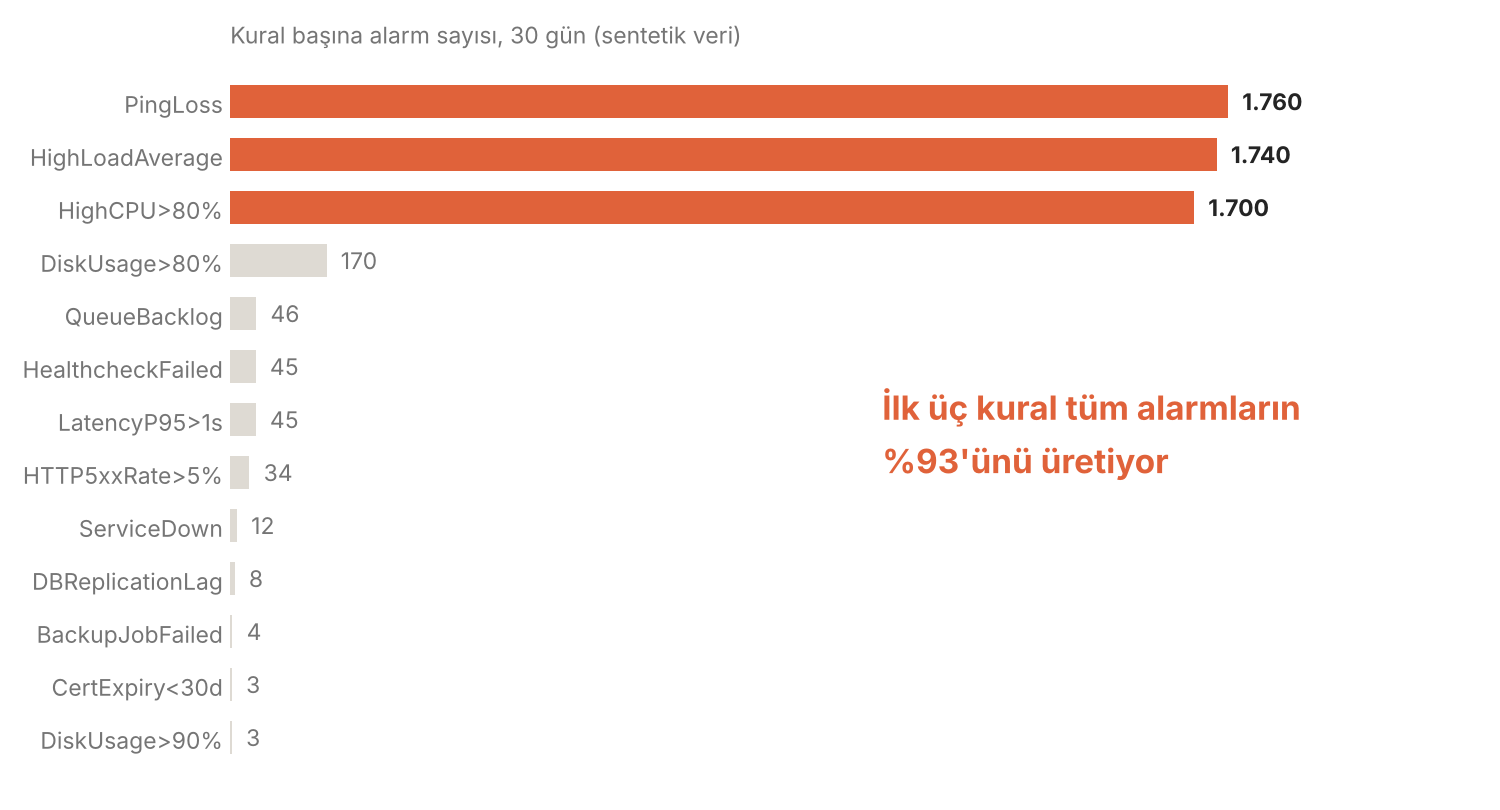 Kural başına alarm sayısı, 30 gün (sentetik veri)
PingLoss 1.760
HighLoadAverage 1.740
HighCPU>80% 1.700
DiskUsage>80% 170
QueueBacklog 46
HealthcheckFailed 45
LatencyP95>1s 45
HTTP5xxRate>5% 34
ServiceDown 12
DBReplicationLag 8
BackupJobFailed 4
CertExpiry<30d 3
DiskUsage>90% 3
İlk üç kural tüm alarmların
%93'ünü üretiyor